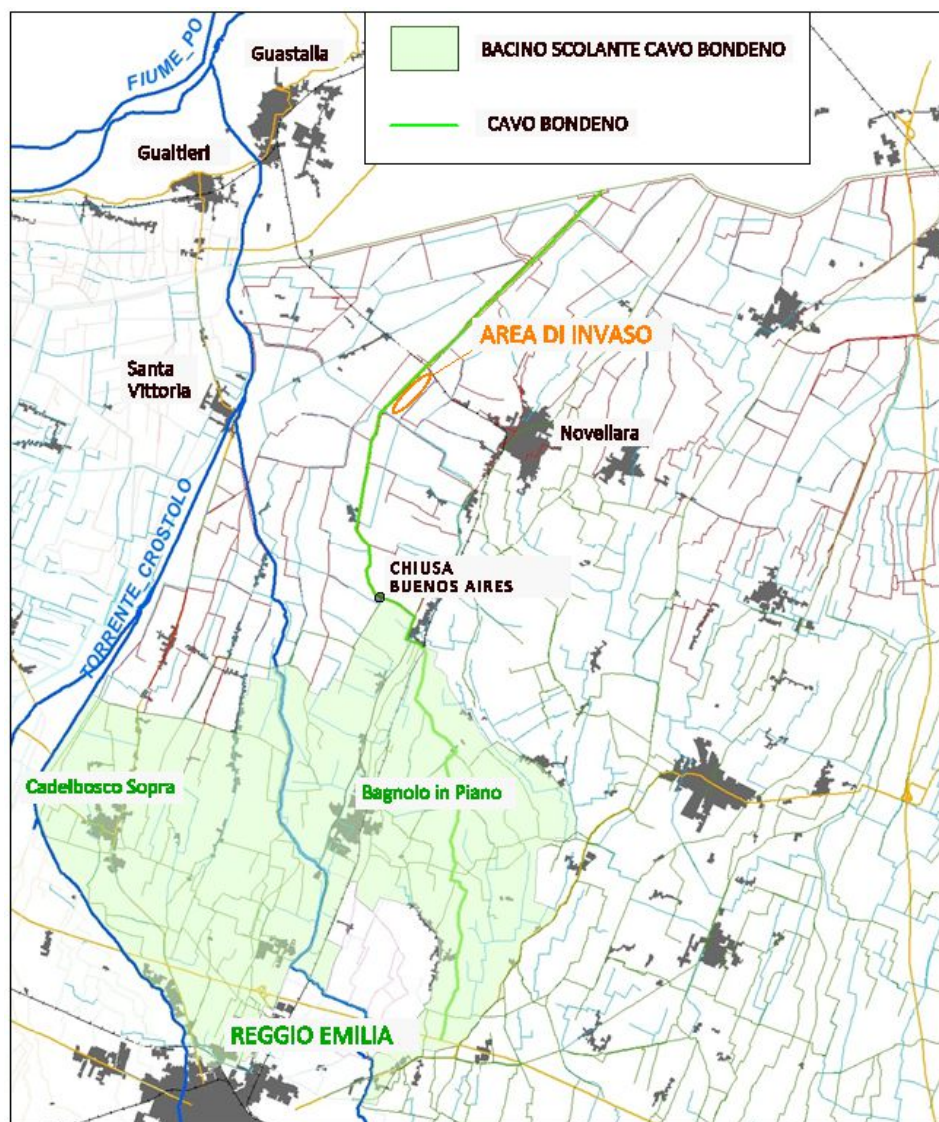 BACINO SCOLANTE CAVO BONDENO
CAVO BONDENO
FIUME_PO
Guastalla
Gualtieri
AREA DI INVASO
Santa
Vittoria
Novellara
TORRENTE_CROSTOLO
CHIUSA
BUENOS AIRES
Cadelbosco Sopra
Bagnolo in Piano
REGGIO EMILIA